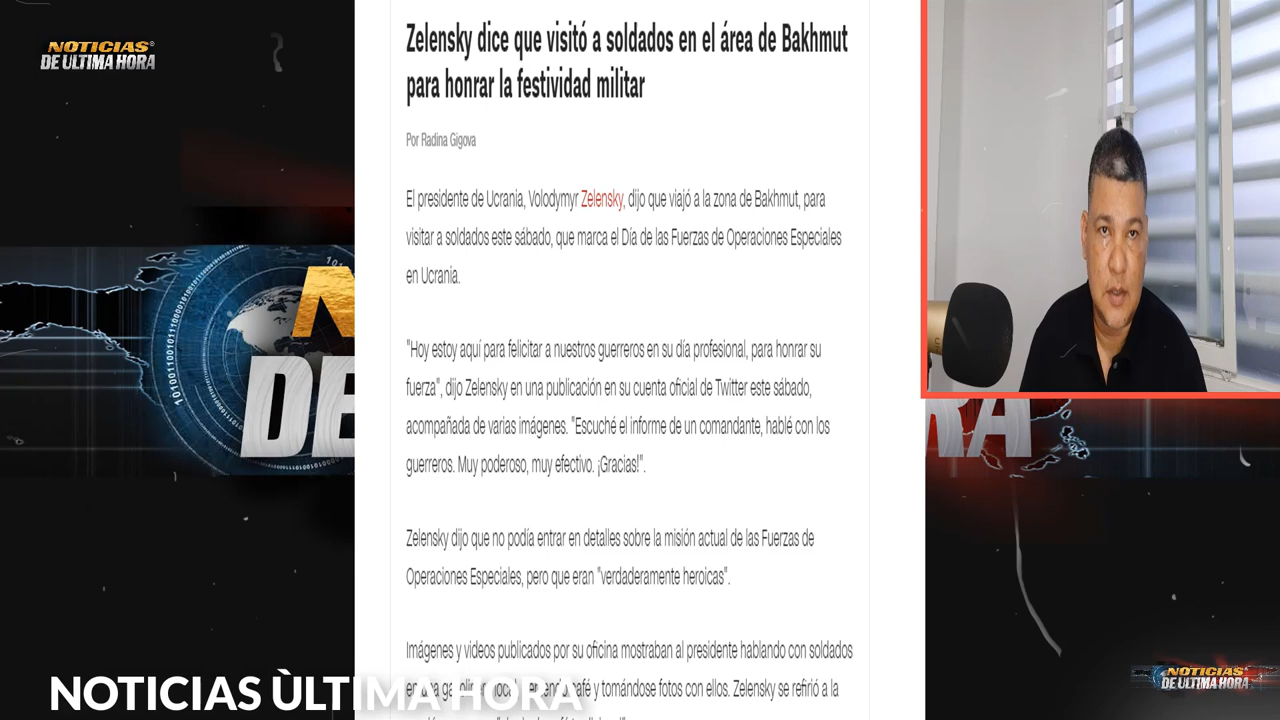 NOTICIAS
DE ULTIMA HORA
Zelensky dice que visitó a soldados en el área de Bakhmut
para honrar la festividad militar
Por Radina Gigova
El presidente de Ucrania, Volodymyr Zelensky, dijo que viajó a la zona de Bakhmut, para
visitar a soldados este sábado, que marca el Día de las Fuerzas de Operaciones Especiales
en Ucrania.
"Hoy estoy aquí para felicitar a nuestros guerreros en su día profesional, para honrar su
fuerza", dijo Zelensky en una publicación en su cuenta oficial de Twitter este sábado,
acompañada de varias imágenes. "Escuché el informe de un comandante, hablé con los
guerreros. Muy poderoso, muy efectivo. ¡Gracias!".
Zelensky dijo que no podía entrar en detalles sobre la misión actual de las Fuerzas de
Operaciones Especiales, pero que eran "verdaderamente heroicas".
Imágenes y videos publicados por su oficina mostraban al presidente hablando con soldados
café y tomándose fotos con ellos. Zelensky se refirió a la
NOTICIAS ÙLTIMA HORA
N
DE
RA
NOTICIAS
DE ULTIMA HORA